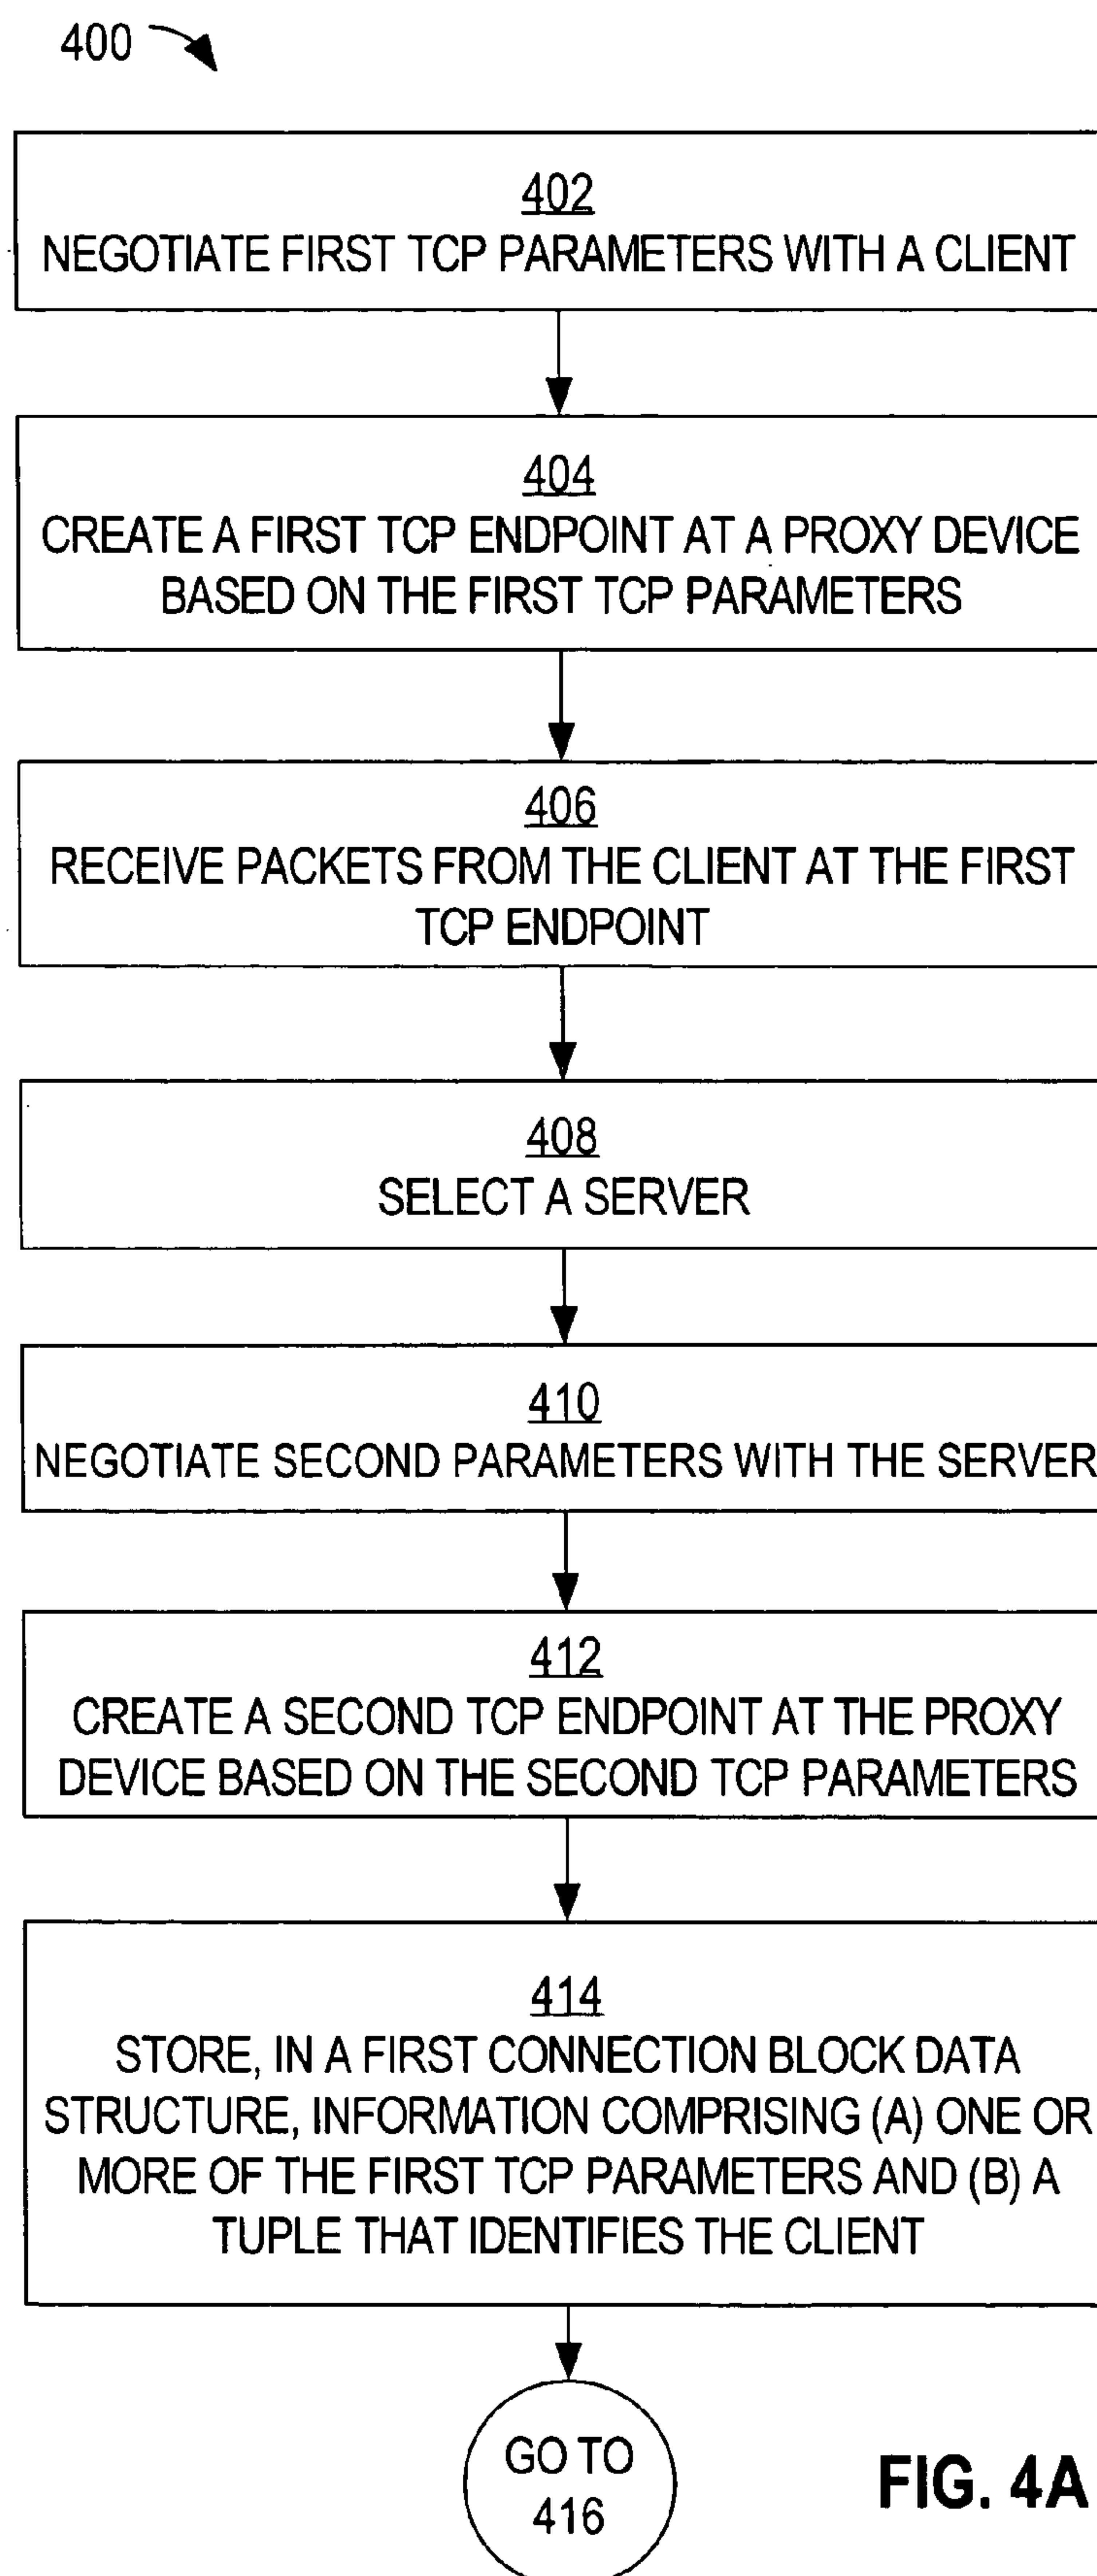 400
402
NEGOTIATE FIRST TCP PARAMETERS WITH A CLIENT
404
CREATE A FIRST TCP ENDPOINT AT A PROXY DEVICE
BASED ON THE FIRST TCP PARAMETERS
406
RECEIVE PACKETS FROM THE CLIENT AT THE FIRST
TCP ENDPOINT
408
SELECT A SERVER
410
NEGOTIATE SECOND PARAMETERS WITH THE SERVER
412
CREATE A SECOND TCP ENDPOINT AT THE PROXY
DEVICE BASED ON THE SECOND TCP PARAMETERS
414
STORE, IN A FIRST CONNECTION BLOCK DATA
STRUCTURE, INFORMATION COMPRISING (A) ONE OR
MORE OF THE FIRST TCP PARAMETERS AND (B) A
TUPLE THAT IDENTIFIES THE CLIENT
GO TO
416
FIG. 4A